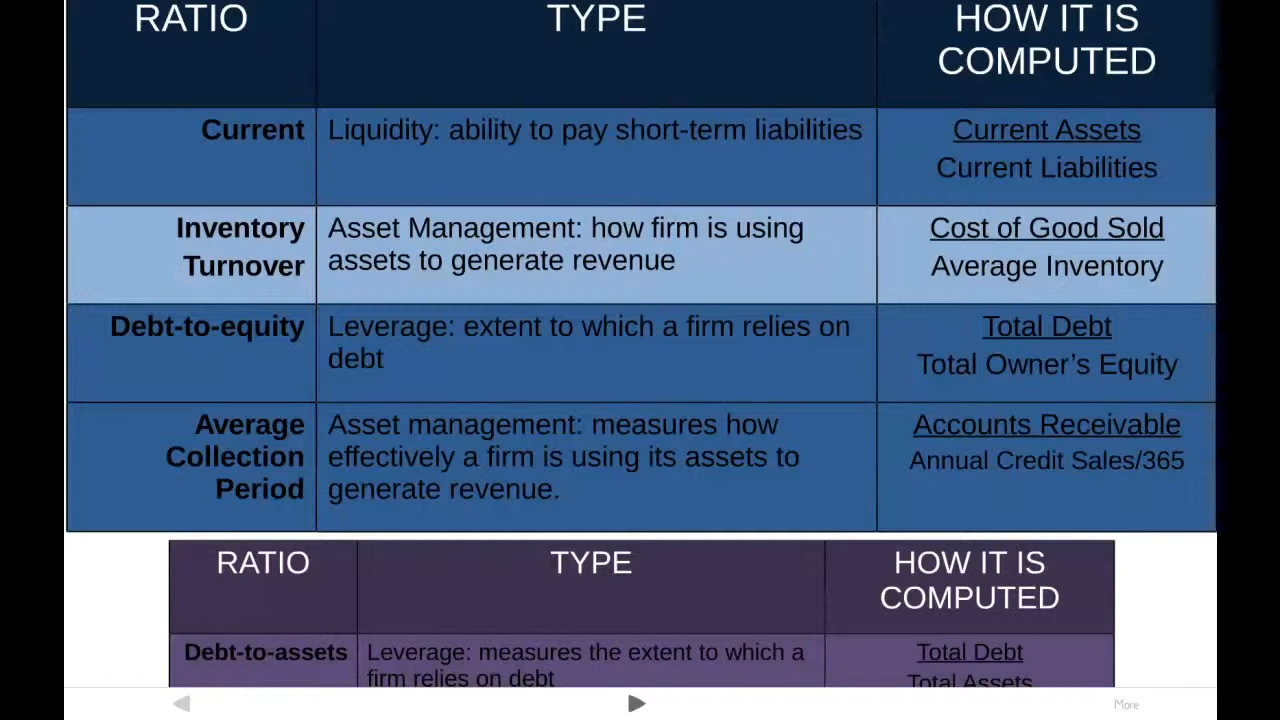 RATIO
TYPE
HOW IT IS
COMPUTED
Current
Liquidity: ability to pay short-term liabilities
Current Assets
Current Liabilities
Inventory
Turnover
Asset Management: how firm is using
assets to generate revenue
Cost of Good Sold
Average Inventory
Debt-to-equity
Leverage: extent to which a firm relies on
debt
Total Debt
Total Owner’s Equity
Average
Collection
Period
Asset management: measures how
effectively a firm is using its assets to
generate revenue.
Accounts Receivable
Annual Credit Sales/365
RATIO
TYPE
HOW IT IS
COMPUTED
Debt-to-assets
Leverage: measures the extent to which a
firm relies on debt
Total Debt
Total Assets
More